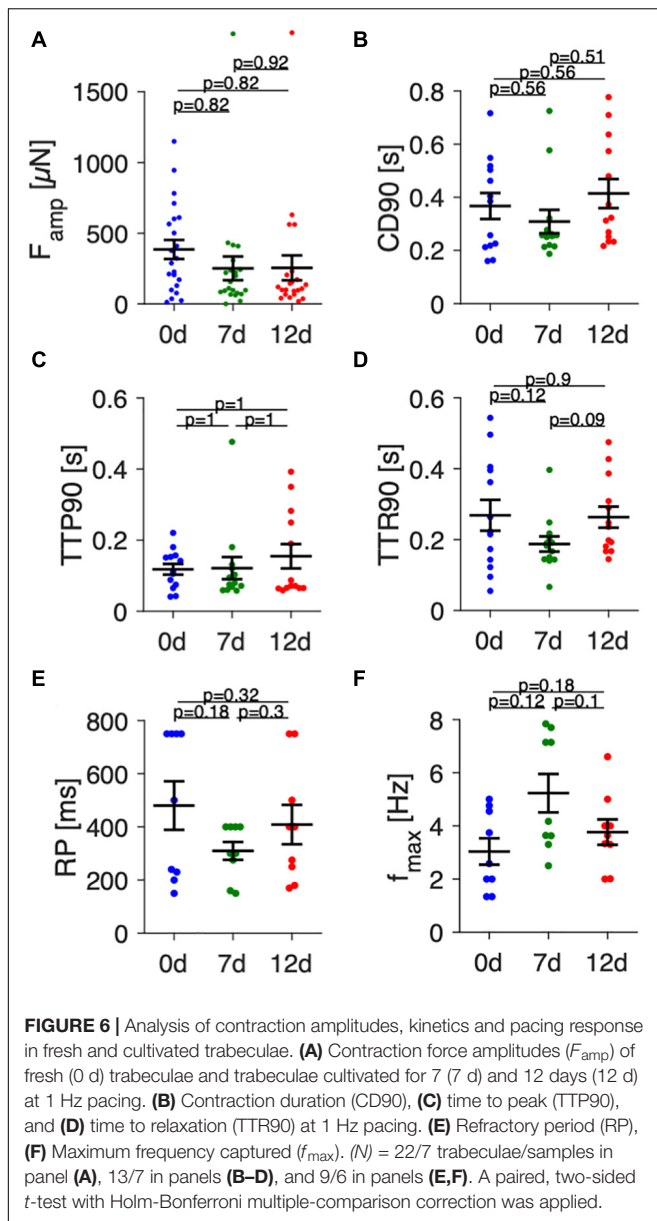 A
B
p=0.92
p=0.82
p=0.82
p=0.51
p=0.56
p=0.56
1500
1000
500
0
F_amp [µN]
0d 7d 12d
0.8
0.6
0.4
0.2
0
CD90 [s]
0d 7d 12d
C
D
p=1
p=1 p=1
p=0.9
p=0.12
p=0.09
0.6
0.4
0.2
0
TTP90 [s]
0d 7d 12d
0.6
0.4
0.2
0
TTR90 [s]
0d 7d 12d
E
F
p=0.32
p=0.18 p=0.3
p=0.18
p=0.12 p=0.1
800
600
400
200
0
RP [ms]
0d 7d 12d
8
6
4
2
0
f_max [Hz]
0d 7d 12d
FIGURE 6 | Analysis of contraction amplitudes, kinetics and pacing response
in fresh and cultivated trabeculae. (A) Contraction force amplitudes (F_amp) of
fresh (0 d) trabeculae and trabeculae cultivated for 7 (7 d) and 12 days (12 d)
at 1 Hz pacing. (B) Contraction duration (CD90), (C) time to peak (TTP90),
and (D) time to relaxation (TTR90) at 1 Hz pacing. (E) Refractory period (RP),
(F) Maximum frequency captured (f_max). (N) = 22/7 trabeculae/samples in
panel (A), 13/7 in panels (B–D), and 9/6 in panels (E,F). A paired, two-sided
t-test with Holm-Bonferroni multiple-comparison correction was applied.